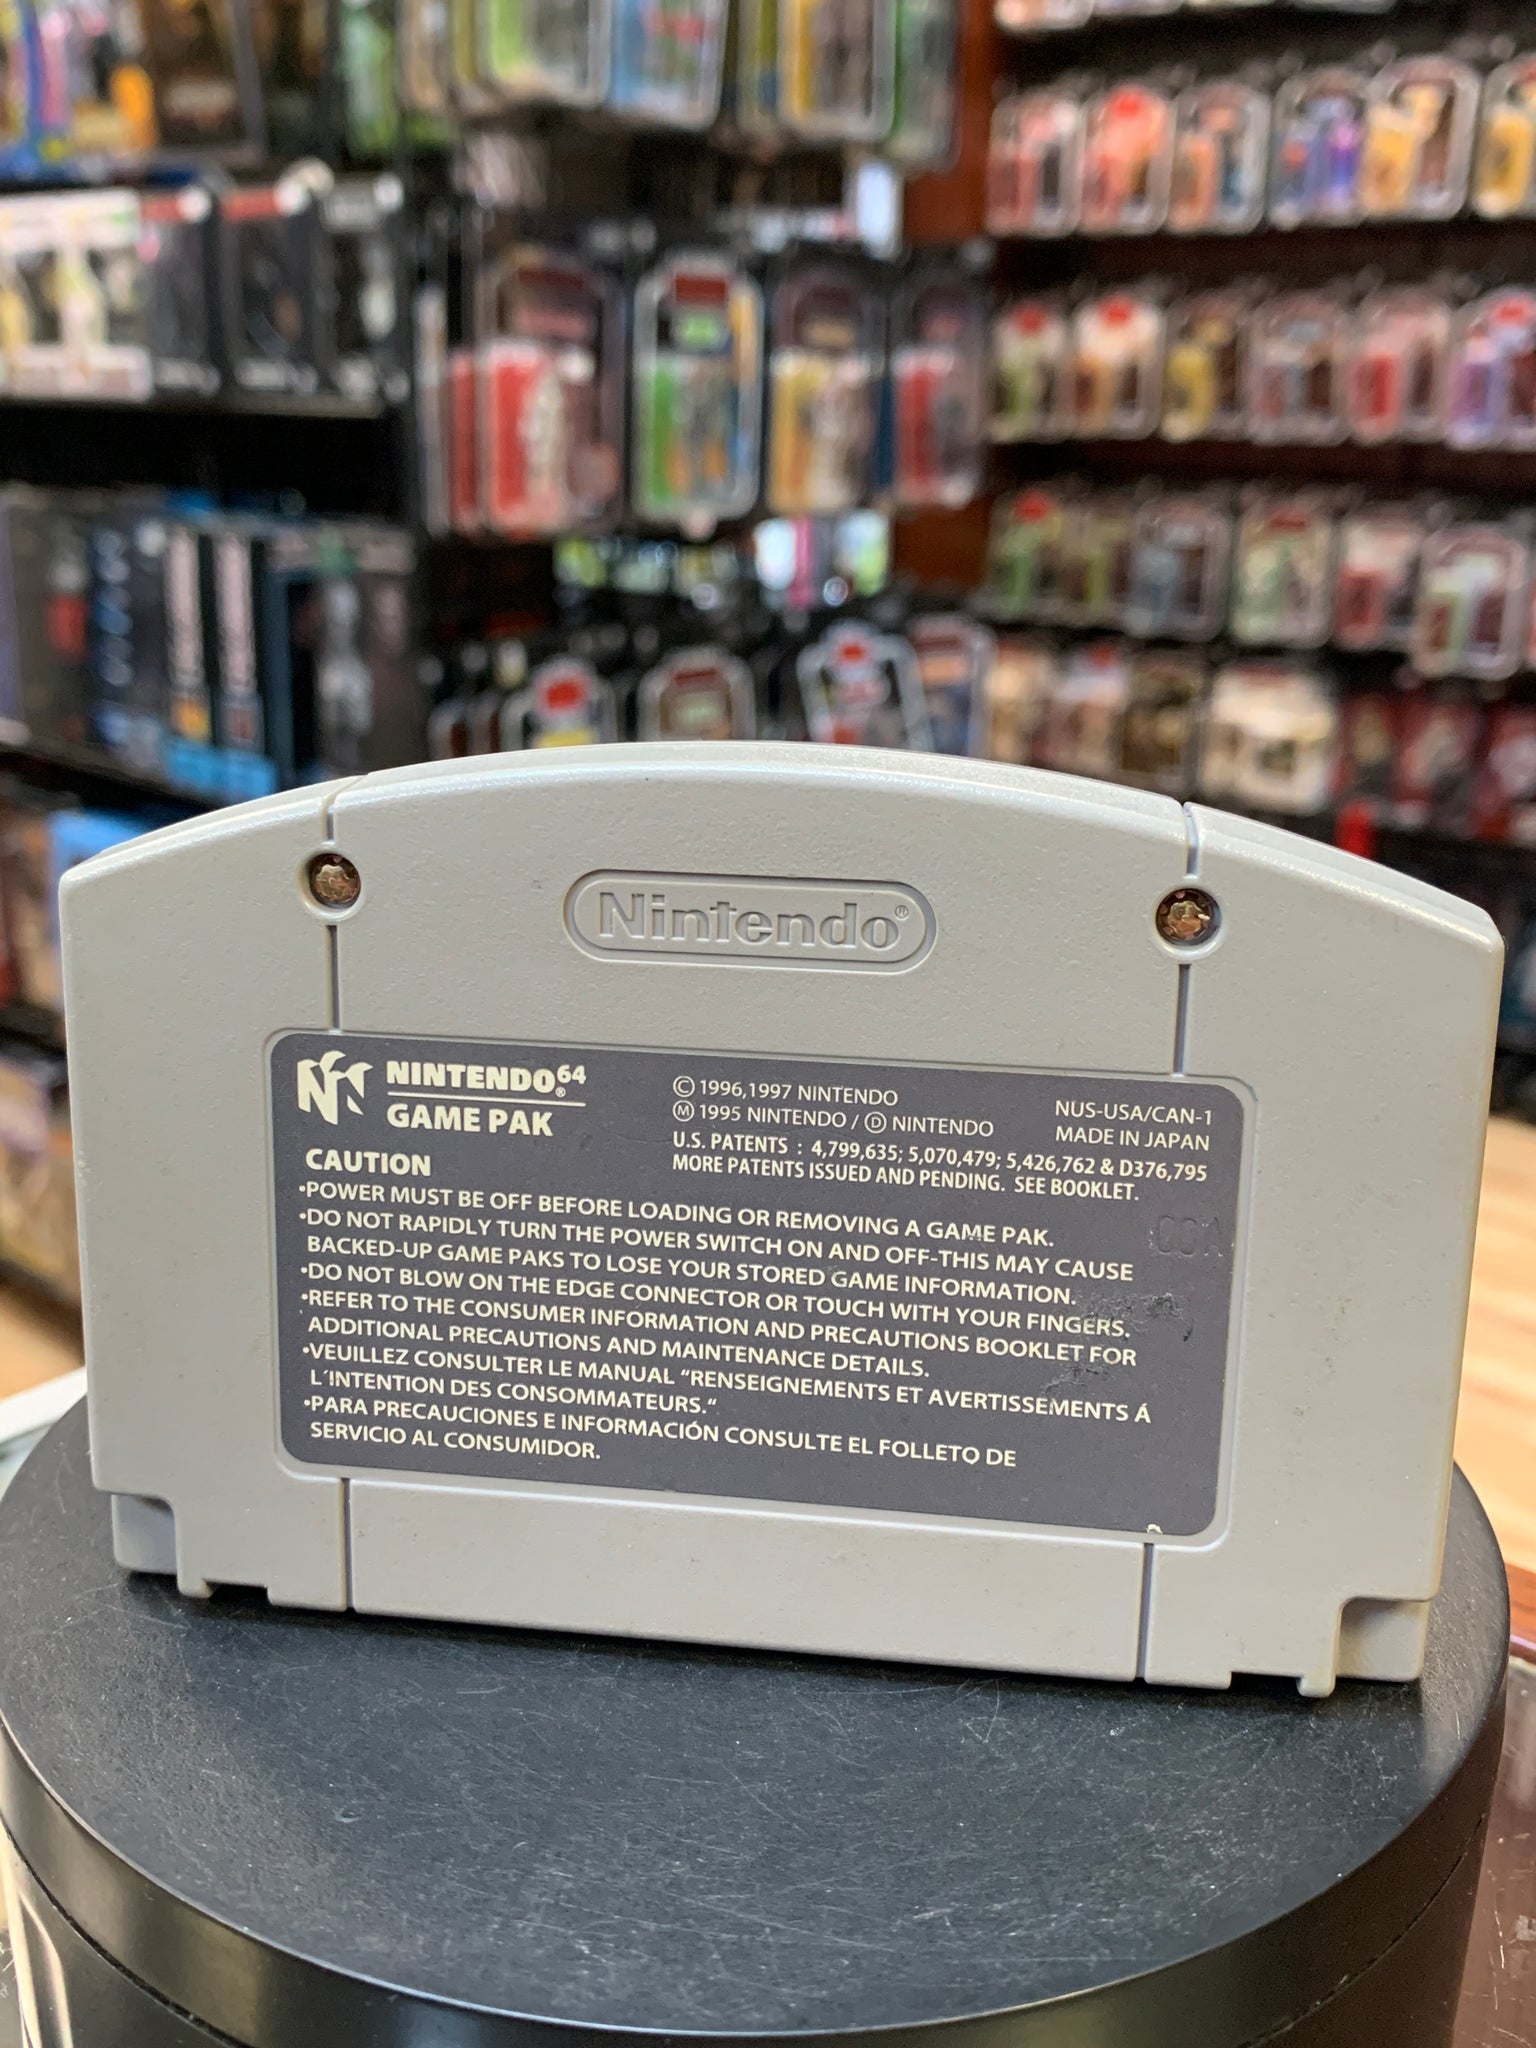 Nintendo®
NINTENDO64®
GAME PAK
© 1996,1997 NINTENDO
Ⓜ 1995 NINTENDO / Ⓓ NINTENDO
NUS-USA/CAN-1
MADE IN JAPAN
U.S. PATENTS : 4,799,635; 5,070,479; 5,426,762 & D376,795
MORE PATENTS ISSUED AND PENDING. SEE BOOKLET.
CAUTION
•POWER MUST BE OFF BEFORE LOADING OR REMOVING A GAME PAK.
•DO NOT RAPIDLY TURN THE POWER SWITCH ON AND OFF-THIS MAY CAUSE
BACKED-UP GAME PAKS TO LOSE YOUR STORED GAME INFORMATION.
•DO NOT BLOW ON THE EDGE CONNECTOR OR TOUCH WITH YOUR FINGERS.
•REFER TO THE CONSUMER INFORMATION AND PRECAUTIONS BOOKLET FOR
ADDITIONAL PRECAUTIONS AND MAINTENANCE DETAILS.
•VEUILLEZ CONSULTER LE MANUAL “RENSEIGNEMENTS ET AVERTISSEMENTS Á
L´INTENTION DES CONSOMMATEURS.“
•PARA PRECAUCIONES E INFORMACIÓN CONSULTE EL FOLLETO DE
SERVICIO AL CONSUMIDOR.